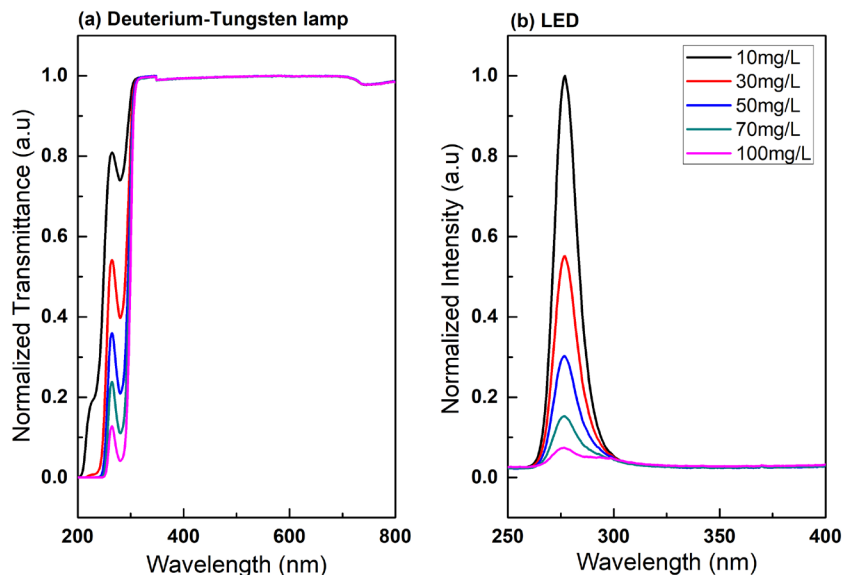 (a) Deuterium-Tungsten lamp
Normalized Transmittance (a.u)
1.0
0.8
0.6
0.4
0.2
0.0
200 400 600 800
Wavelength (nm)
(b) LED
Normalized Intensity (a.u)
1.0
0.8
0.6
0.4
0.2
0.0
10mg/L
30mg/L
50mg/L
70mg/L
100mg/L
250 300 350 400
Wavelength (nm)